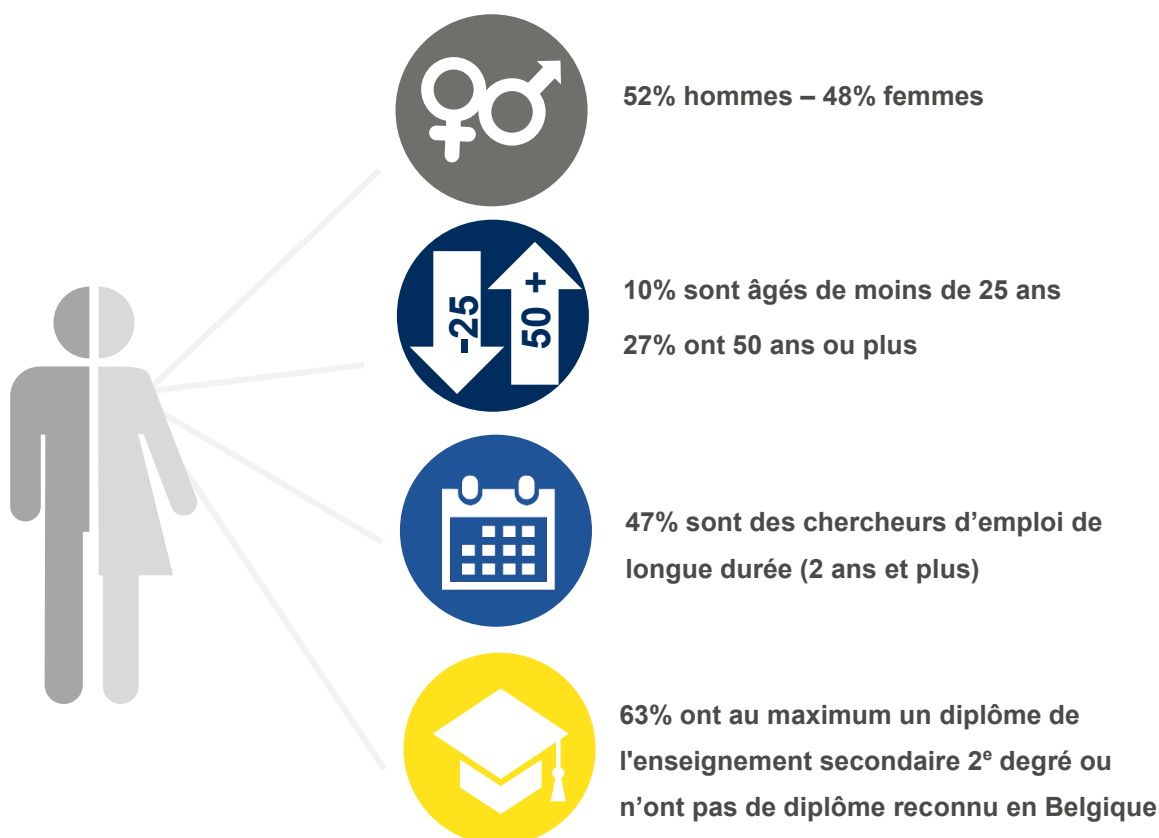 52% hommes – 48% femmes
-25
50 +
10% sont âgés de moins de 25 ans
27% ont 50 ans ou plus
47% sont des chercheurs d’emploi de
longue durée (2 ans et plus)
63% ont au maximum un diplôme de
l'enseignement secondaire 2ᵉ degré ou
n’ont pas de diplôme reconnu en Belgique